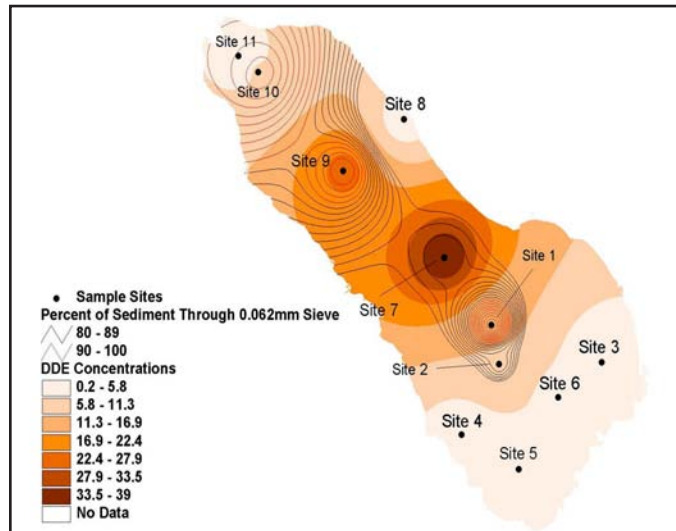 Site 11
Site 10
Site 8
Site 9
Site 1
Site 7
Site 2
Site 3
Site 6
Site 4
Site 5
Sample Sites
Percent of Sediment Through 0.062mm Sieve
80 - 89
90 - 100
DDE Concentrations
0.2 - 5.8
5.8 - 11.3
11.3 - 16.9
16.9 - 22.4
22.4 - 27.9
27.9 - 33.5
33.5 - 39
No Data